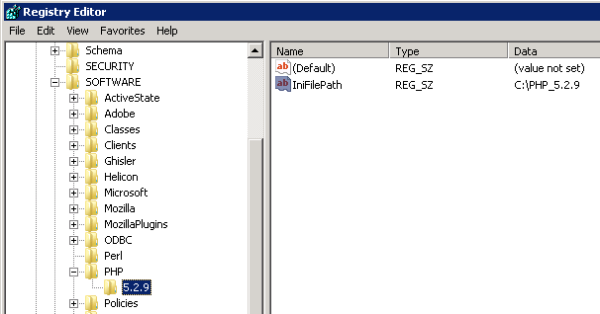 Registry Editor
File Edit View Favorites Help
Schema
SECURITY
SOFTWARE
ActiveState
Adobe
Classes
Clients
Ghisler
Helicon
Microsoft
Mozilla
MozillaPlugins
ODBC
Perl
PHP
5.2.9
Policies
Name Type Data
ab (Default) REG_SZ (value not set)
ab IniFilePath REG_SZ C:\PHP_5.2.9